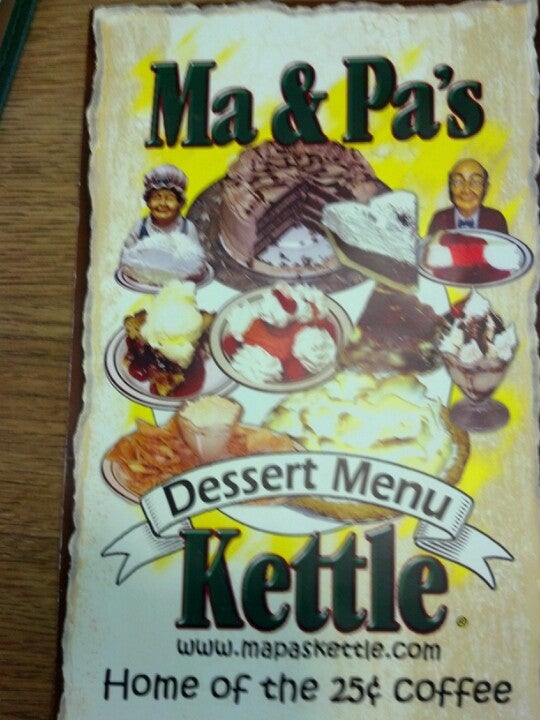 Ma & Pa's
Dessert Menu
Kettle
www.mapaskettle.com
Home of the 25¢ coffee